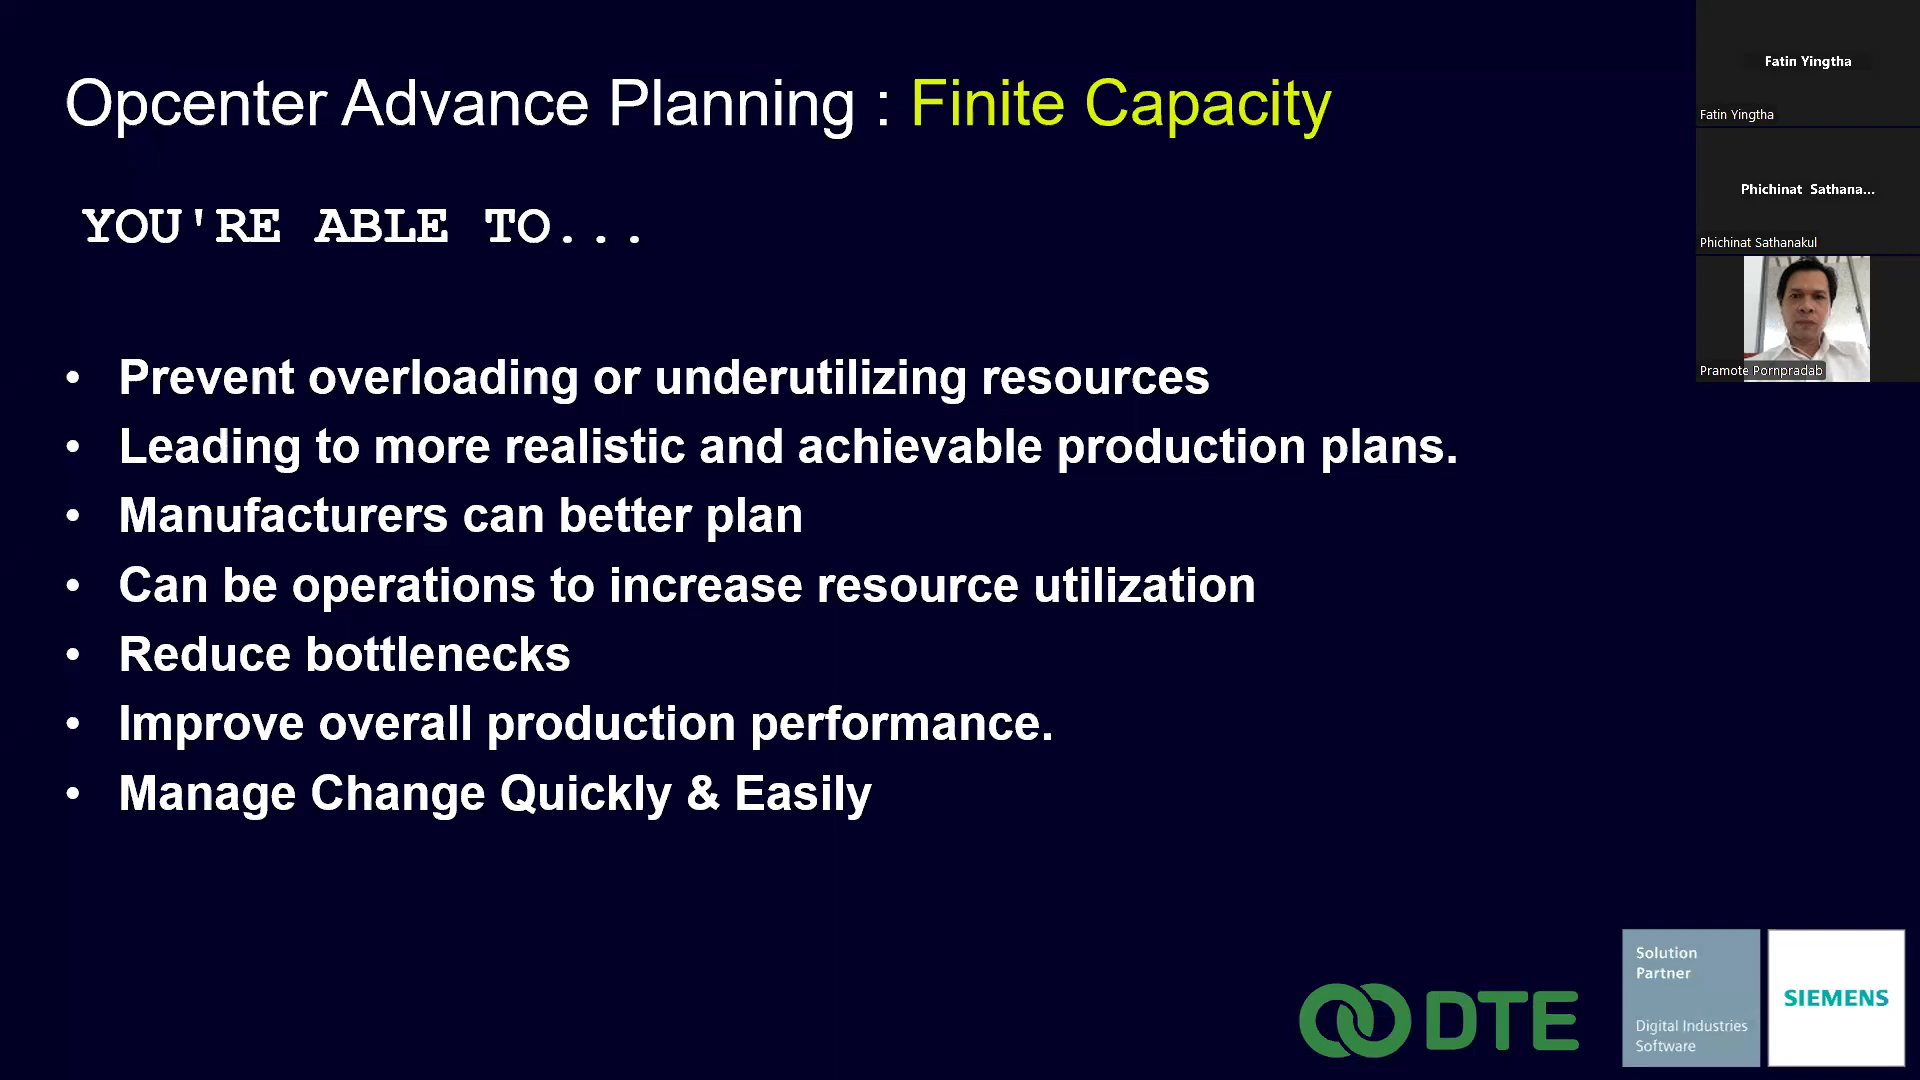 Opcenter Advance Planning : Finite Capacity
YOU'RE ABLE TO...
• Prevent overloading or underutilizing resources
• Leading to more realistic and achievable production plans.
• Manufacturers can better plan
• Can be operations to increase resource utilization
• Reduce bottlenecks
• Improve overall production performance.
• Manage Change Quickly & Easily
Fatin Yingtha
Fatin Yingtha
Phichinat Sathana...
Phichinat Sathanakul
Pramote Pornpradab
DTE
Solution
Partner
Digital Industries
Software
SIEMENS